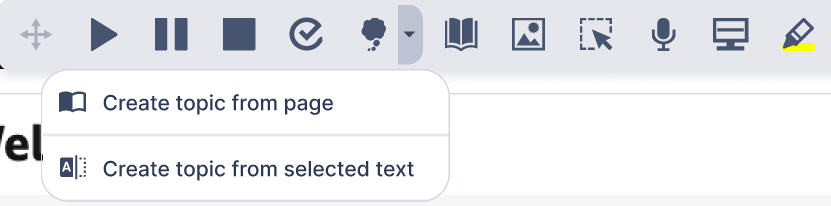 Create topic from page
Create topic from selected text
A